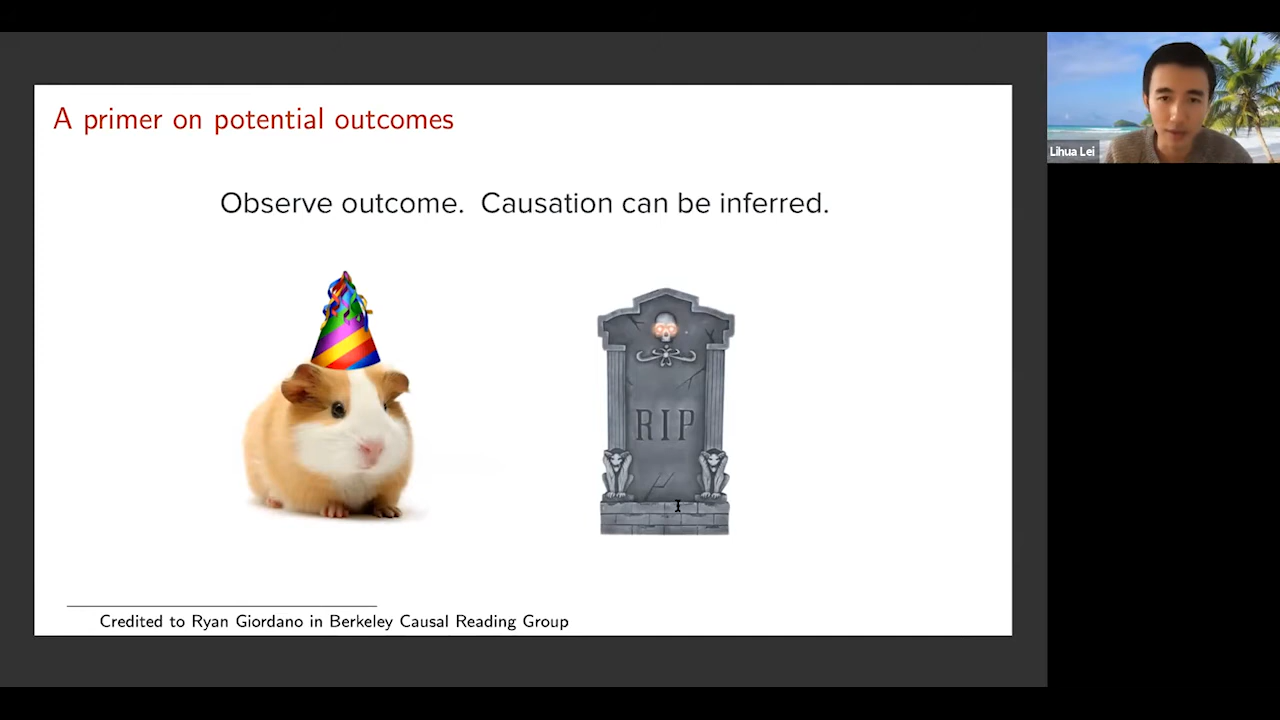 A primer on potential outcomes
Observe outcome. Causation can be inferred.
RIP
Credited to Ryan Giordano in Berkeley Causal Reading Group
Lihua Lei